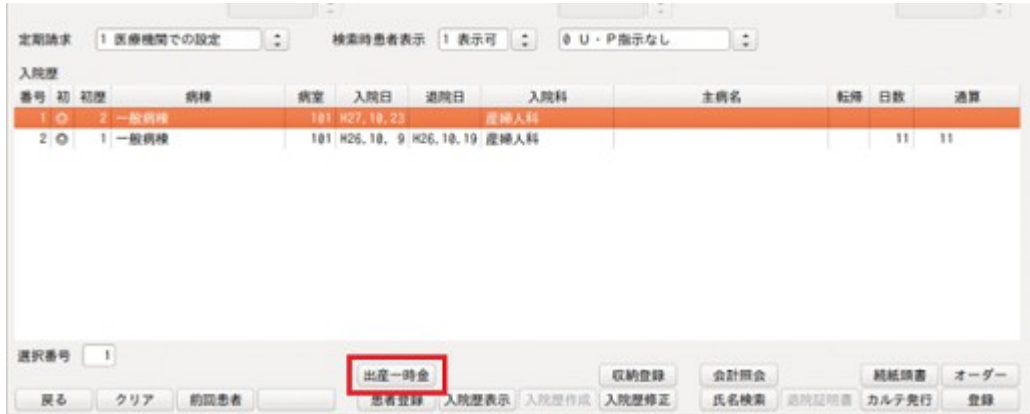 定期請求 1 医療機関での設定 検索時患者表示 1 表示可 0 U・P指示なし
入院歴
番号 初 初歴 病棟 病室 入院日 退院日 入院科 主病名 転帰 日数 通算
1 ◎ 2 一般病棟 101 H27.10.23 産婦人科
2 ◎ 1 一般病棟 101 H26.10. 9 H26.10.19 産婦人科 11 11
選択番号 1
出産一時金 収納登録 会計照会 続紙頭書 オーダー
戻る クリア 前回患者 患者登録 入院歴表示 入院歴作成 入院歴修正 氏名検索 退院証明書 カルテ発行 登録